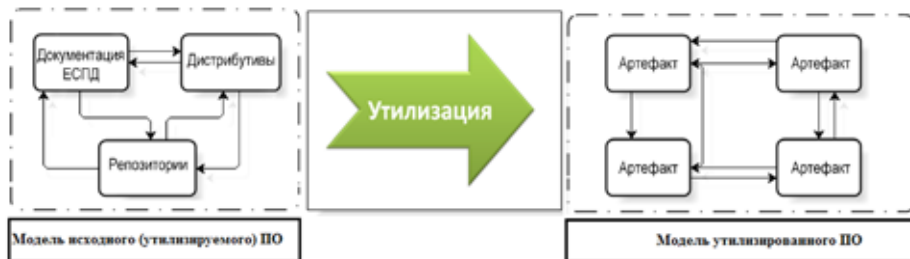 Документация
ЕСПД
Дистрибутивы
Репозитории
Модель исходного (утилизируемого) ПО
Утилизация
Артефакт
Артефакт
Артефакт
Артефакт
Модель утилизированного ПО